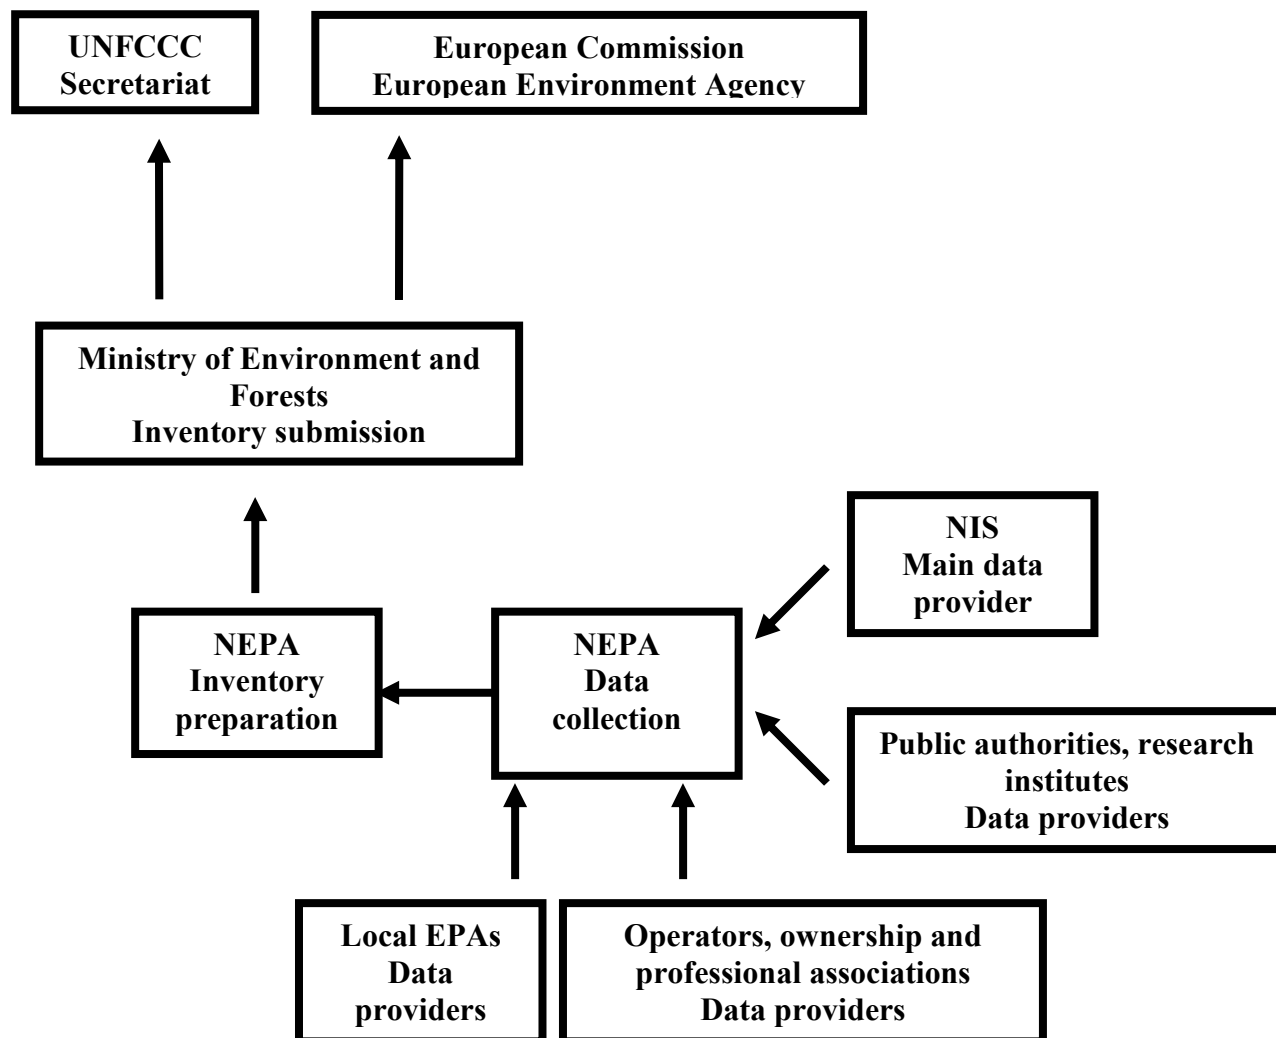 UNFCCC
Secretariat
European Commission
European Environment Agency
Ministry of Environment and
Forests
Inventory submission
NIS
Main data
provider
NEPA
Inventory
preparation
NEPA
Data
collection
Public authorities, research
institutes
Data providers
Local EPAs
Data
providers
Operators, ownership and
professional associations
Data providers